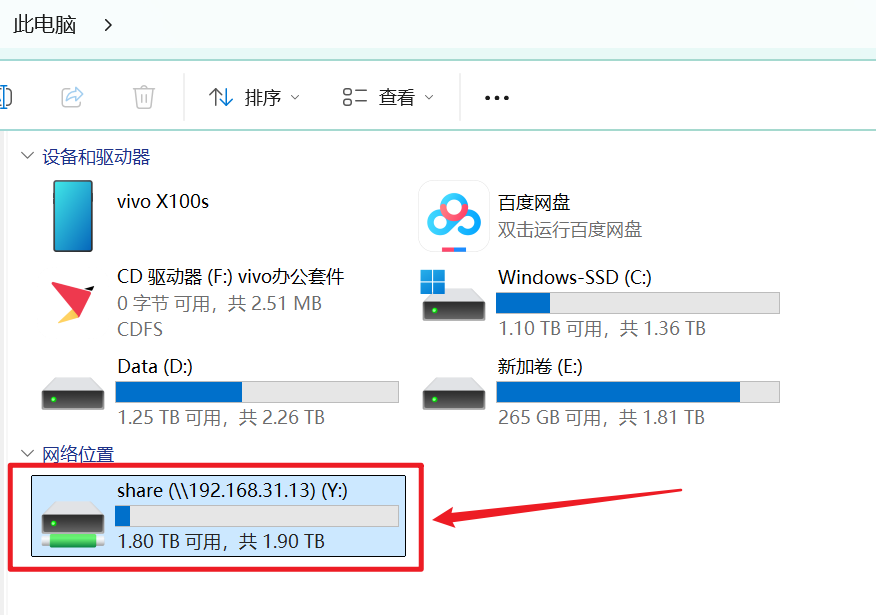 此电脑
排序
查看
设备和驱动器
vivo X100s
百度网盘
双击运行百度网盘
CD 驱动器 (F:) vivo办公套件
0 字节 可用，共 2.51 MB
CDFS
Windows-SSD (C:)
1.10 TB 可用，共 1.36 TB
Data (D:)
1.25 TB 可用，共 2.26 TB
新加卷 (E:)
265 GB 可用，共 1.81 TB
网络位置
share (\\192.168.31.13) (Y:)
1.80 TB 可用，共 1.90 TB